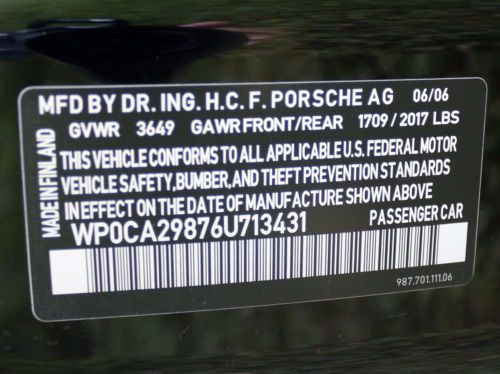 MFD BY DR. ING. H.C. F. PORSCHE AG 06/06
GVWR 3649 GAWR FRONT/REAR 1709 / 2017 LBS
MADE IN FINLAND
THIS VEHICLE CONFORMS TO ALL APPLICABLE U.S. FEDERAL MOTOR
VEHICLE SAFETY, BUMPER, AND THEFT PREVENTION STANDARDS
IN EFFECT ON THE DATE OF MANUFACTURE SHOWN ABOVE
WP0CA29876U713431 PASSENGER CAR
987.701.111.06